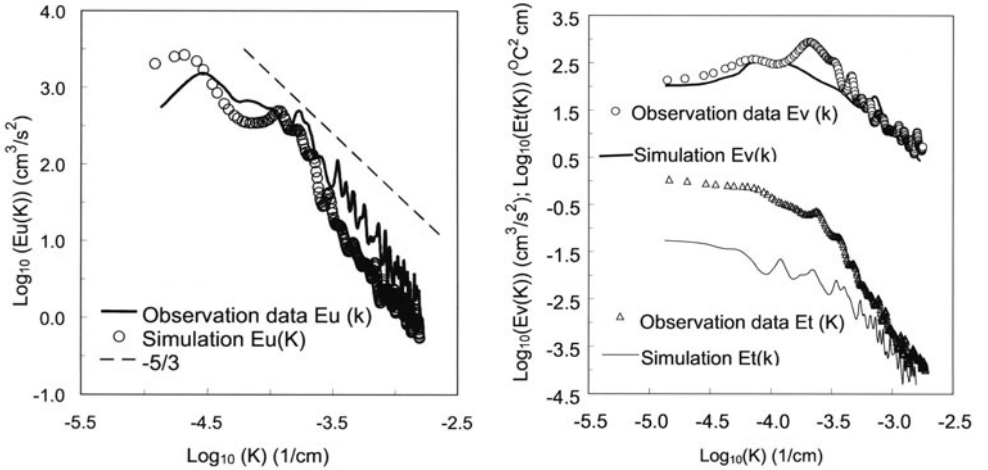 4.0
3.0
2.0
1.0
0.0
-1.0
Log10 (Eu(K)) (cm3/s2)
Observation data Eu (k)
Simulation Eu(K)
-5/3
-5.5
-4.5
-3.5
-2.5
Log10 (K) (1/cm)
3.5
2.5
1.5
0.5
-0.5
-1.5
-2.5
-3.5
-4.5
Log10(Ev(K)) (cm3/s2); Log10(Et(K)) (OC2 cm)
Observation data Ev (k)
Simulation Ev(k)
Observation data Et (K)
Simulation Et(k)
-5.5
-5.0
-4.5
-4.0
-3.5
-3.0
-2.5
Log10(K) (1/cm)